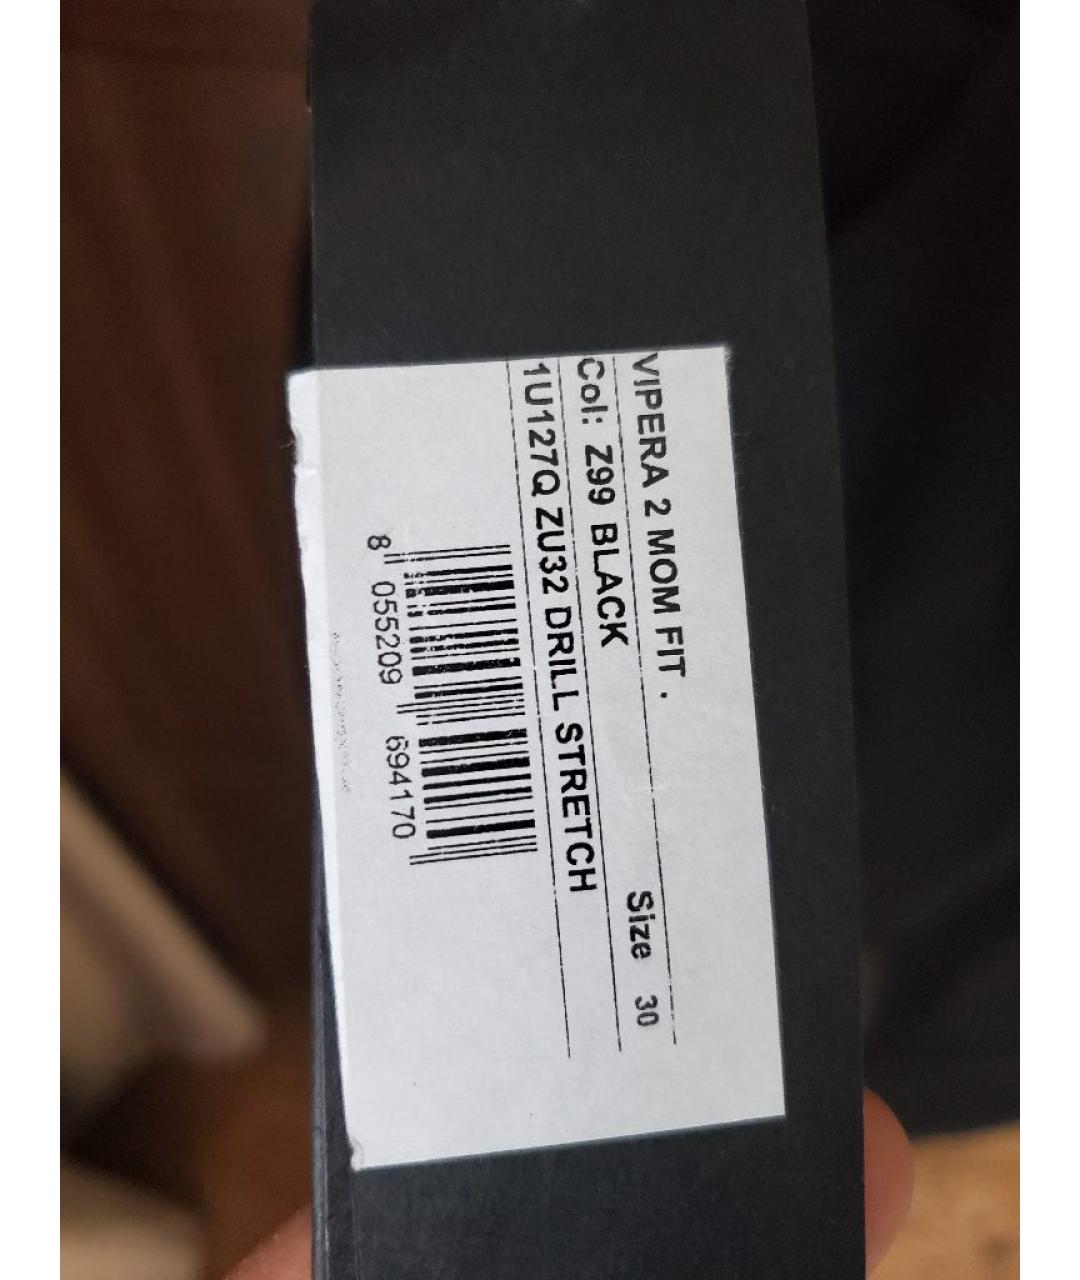 VIPERA 2 MOM FIT .
Col: Z99 BLACK Size 30
1U127Q ZU32 DRILL STRETCH
8 055209 694170